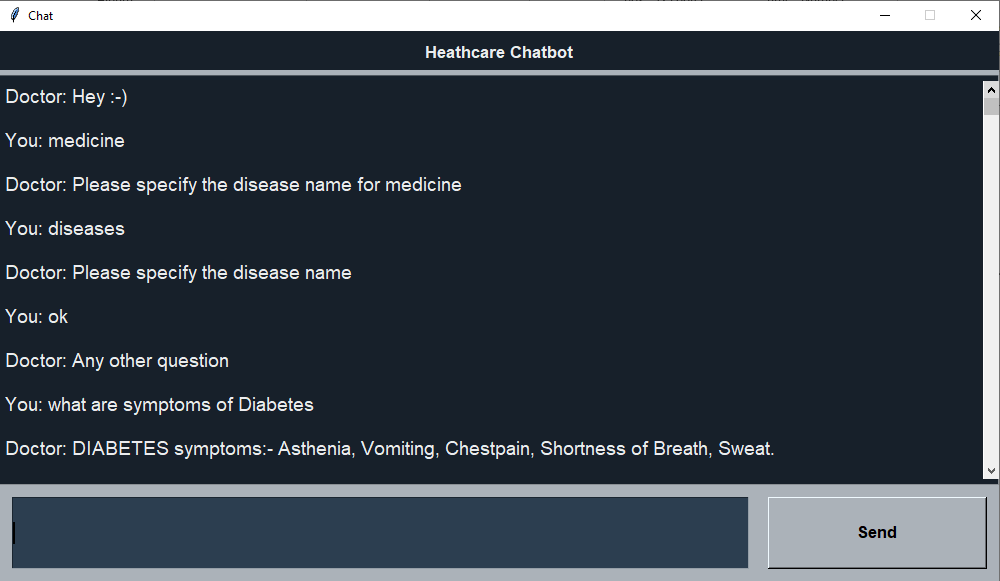 Chat
Heathcare Chatbot
Doctor: Hey :-)
You: medicine
Doctor: Please specify the disease name for medicine
You: diseases
Doctor: Please specify the disease name
You: ok
Doctor: Any other question
You: what are symptoms of Diabetes
Doctor: DIABETES symptoms:- Asthenia, Vomiting, Chestpain, Shortness of Breath, Sweat.
Send